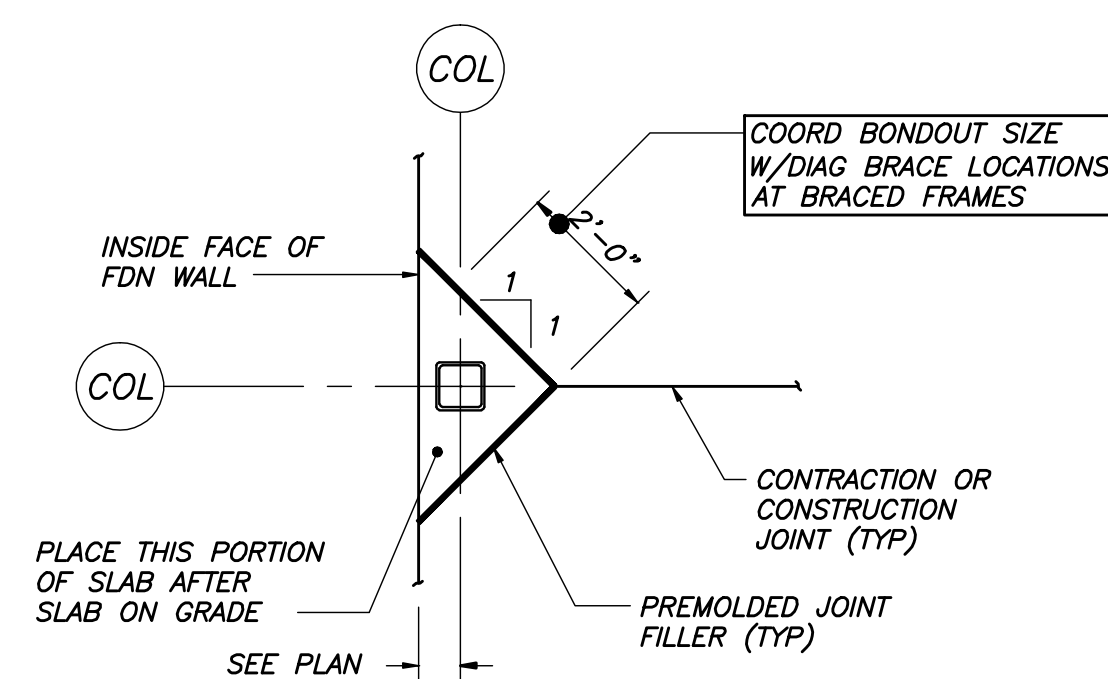 COL
COORD BONDOUT SIZE
W/DIAG BRACE LOCATIONS
AT BRACED FRAMES
2'-0"
INSIDE FACE OF
FDN WALL
1
1
COL
CONTRACTION OR
CONSTRUCTION
JOINT (TYP)
PLACE THIS PORTION
OF SLAB AFTER
SLAB ON GRADE
PREMOLDED JOINT
FILLER (TYP)
SEE PLAN